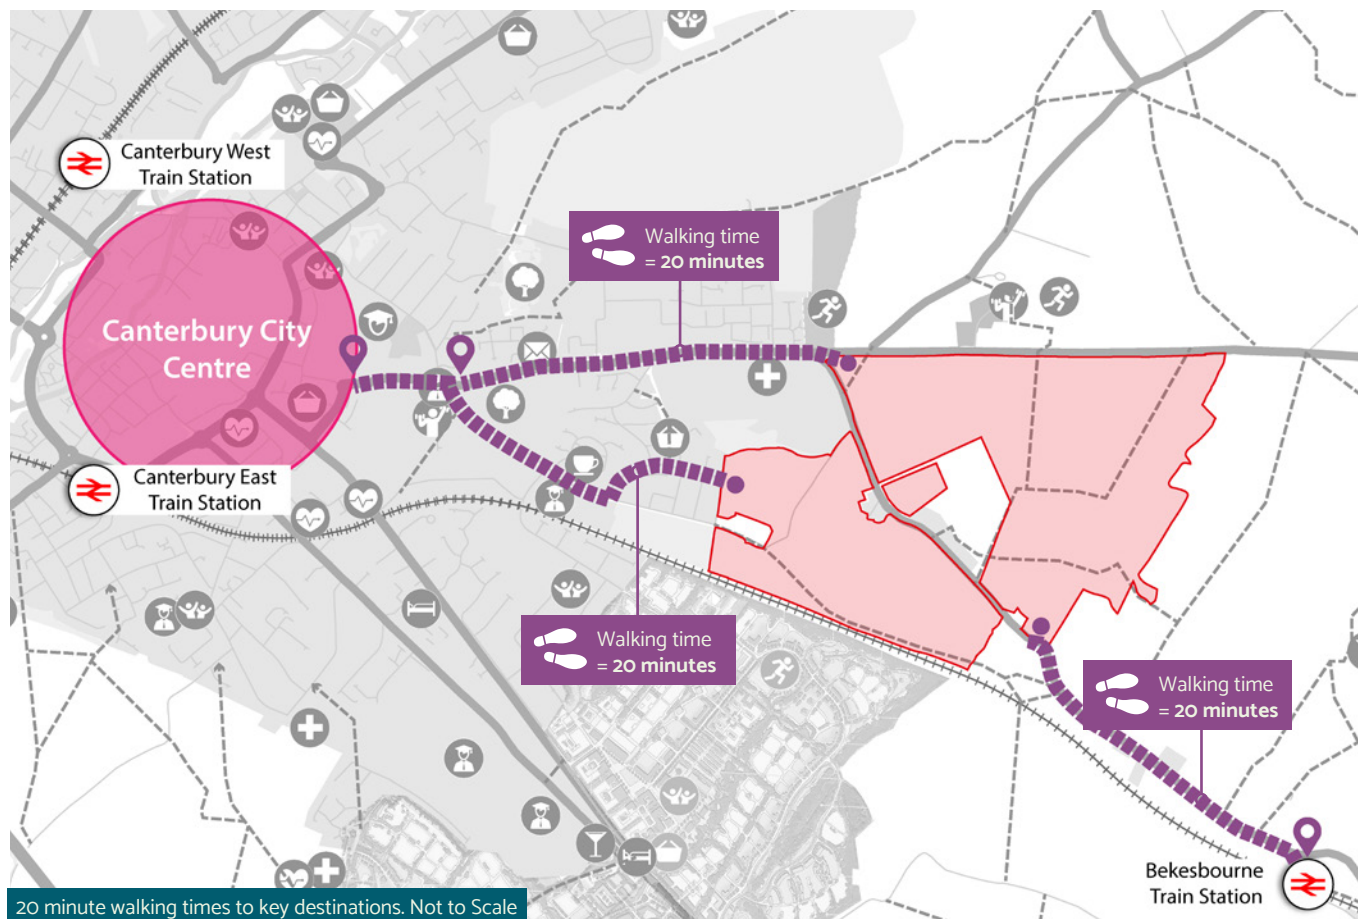 Canterbury West
Train Station
Walking time
= 20 minutes
Canterbury City
Centre
Canterbury East
Train Station
Walking time
= 20 minutes
Walking time
= 20 minutes
Bekesbourne
Train Station
20 minute walking times to key destinations. Not to Scale